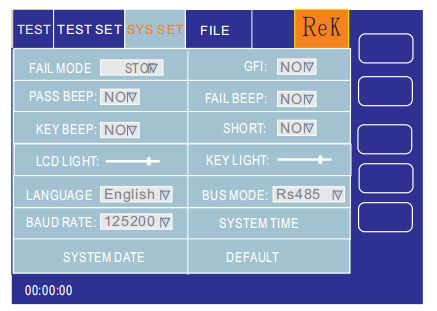 TEST TEST SET SYS SET FILE ReK
FAIL MODE STOP GFI: NO
PASS BEEP: NO FAIL BEEP: NO
KEY BEEP: NO SHORT: NO
LCD LIGHT: KEY LIGHT:
LANGUAGE English BUS MODE: Rs485
BAUD RATE: 125200 SYSTEM TIME
SYSTEM DATE DEFAULT
00:00:00